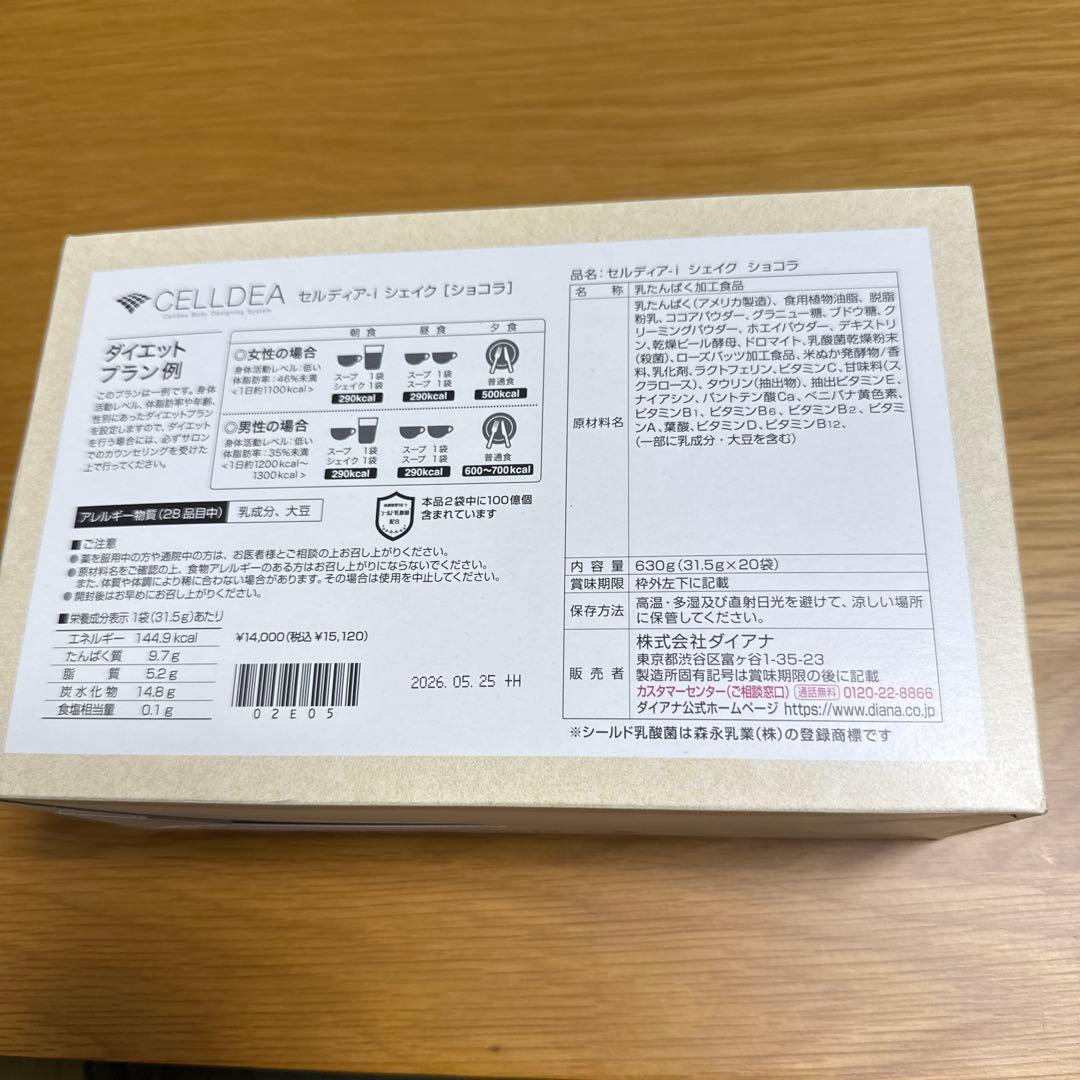 CELLDEA セルディア-i シェイク [ショコラ]
Celldea Body Designing System
ダイエット
プラン例
このプランは一例です。身体
活動レベル、体脂肪率や年齢、
性別にあったダイエットプラン
を設定しますので、ダイエット
を行う場合には、必ずサロン
でのカウンセリングを受けた
上で行ってください。
朝食 昼食 夕食
◎女性の場合
身体活動レベル:低い
体脂肪率:46%未満
<1日約1100kcal>
スープ 1袋
シェイク 1袋
290kcal
スープ 1袋
スープ 1袋
290kcal
普通食
500kcal
◎男性の場合
身体活動レベル:低い
体脂肪率:35%未満
<1日約1200kcal~
1300kcal>
スープ 1袋
シェイク 1袋
290kcal
スープ 1袋
スープ 1袋
290kcal
普通食
600~700kcal
アレルギー物質(28品目中) 乳成分、大豆
シールド乳酸菌
配合
本品2袋中に100億個
含まれています
■ご注意
●薬を服用中の方や通院中の方は、お医者様とご相談の上お召し上がりください。
●原材料名をご確認の上、食物アレルギーのある方はお召し上がりにならないでください。
また、体質や体調により稀に合わない場合があります。その場合は使用を中止してください。
●開封後はお早めにお召し上がりください。
■栄養成分表示 1袋(31.5g)あたり
エネルギー 144.9kcal
たんぱく質 9.7g
脂質 5.2g
炭水化物 14.8g
食塩相当量 0.1g
¥14,000(税込¥15,120)
02E05
2026.05.25 +H
品名:セルディア-i シェイク ショコラ
名称 乳たんぱく加工食品
原材料名
乳たんぱく(アメリカ製造)、食用植物油脂、脱脂
粉乳、ココアパウダー、グラニュー糖、ブドウ糖、ク
リーミングパウダー、ホエイパウダー、デキストリ
ン、乾燥ビール酵母、ドロマイト、乳酸菌乾燥粉末
(殺菌)、ローズバッツ加工食品、米ぬか発酵物/香
料、乳化剤、ラクトフェリン、ビタミンC、甘味料(ス
クラロース)、タウリン(抽出物)、抽出ビタミンE、
ナイアシン、パントテン酸Ca、ベニバナ黄色素、
ビタミンB1、ビタミンB6、ビタミンB2、ビタミ
ンA、葉酸、ビタミンD、ビタミンB12、
(一部に乳成分・大豆を含む)
内容量 630g(31.5g×20袋)
賞味期限 枠外左下に記載
保存方法 高温・多湿及び直射日光を避けて、涼しい場所
に保管してください。
販売者
株式会社ダイアナ
東京都渋谷区富ヶ谷1-35-23
製造所固有記号は賞味期限の後に記載
カスタマーセンター(ご相談窓口) 通話無料 0120-22-8866
ダイアナ公式ホームページ https://www.diana.co.jp
※シールド乳酸菌は森永乳業(株)の登録商標です